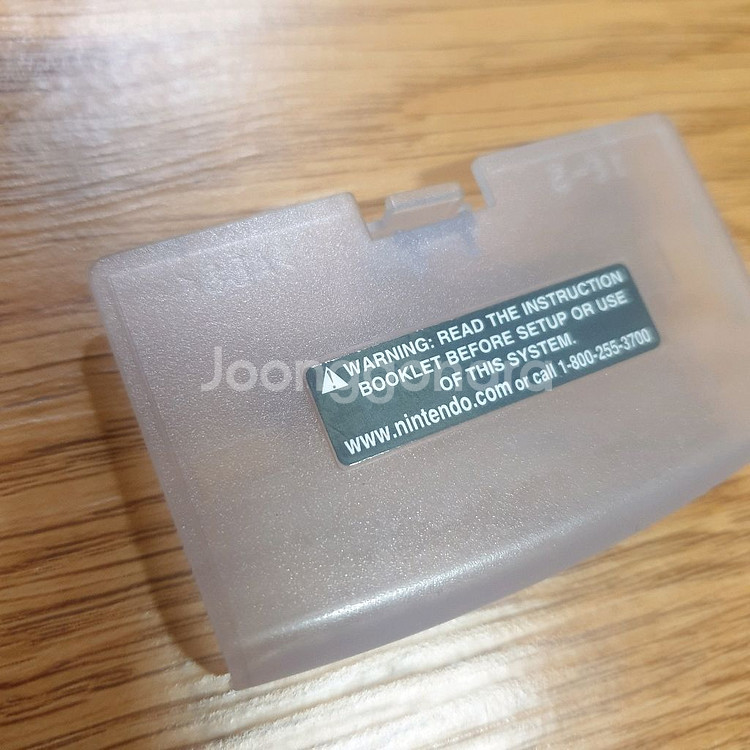 WARNING: READ THE INSTRUCTION
BOOKLET BEFORE SETUP OR USE
OF THIS SYSTEM.
www.nintendo.com or call 1-800-255-3700
Joonggonara